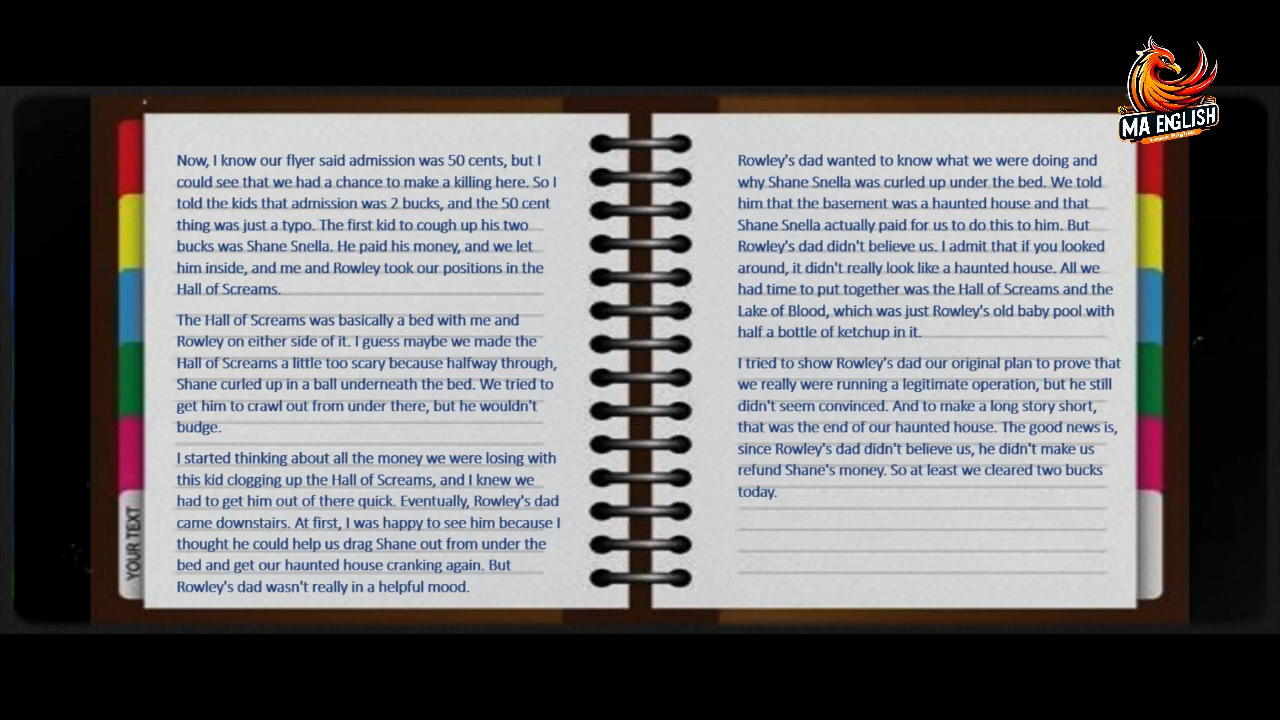 Now, I know our flyer said admission was 50 cents, but I
could see that we had a chance to make a killing here. So I
told the kids that admission was 2 bucks, and the 50 cent
thing was just a typo. The first kid to cough up his two
bucks was Shane Snella. He paid his money, and we let
him inside, and me and Rowley took our positions in the
Hall of Screams.
The Hall of Screams was basically a bed with me and
Rowley on either side of it. I guess maybe we made the
Hall of Screams a little too scary because halfway through,
Shane curled up in a ball underneath the bed. We tried to
get him to crawl out from under there, but he wouldn't
budge.
I started thinking about all the money we were losing with
this kid clogging up the Hall of Screams, and I knew we
had to get him out of there quick. Eventually, Rowley's dad
came downstairs. At first, I was happy to see him because I
thought he could help us drag Shane out from under the
bed and get our haunted house cranking again. But
Rowley's dad wasn't really in a helpful mood.
Rowley's dad wanted to know what we were doing and
why Shane Snella was curled up under the bed. We told
him that the basement was a haunted house and that
Shane Snella actually paid for us to do this to him. But
Rowley's dad didn't believe us. I admit that if you looked
around, it didn't really look like a haunted house. All we
had time to put together was the Hall of Screams and the
Lake of Blood, which was just Rowley's old baby pool with
half a bottle of ketchup in it.
I tried to show Rowley's dad our original plan to prove that
we really were running a legitimate operation, but he still
didn't seem convinced. And to make a long story short,
that was the end of our haunted house. The good news is,
since Rowley's dad didn't believe us, he didn't make us
refund Shane's money. So at least we cleared two bucks
today.
YOUR TEXT
MA ENGLISH
Learn English